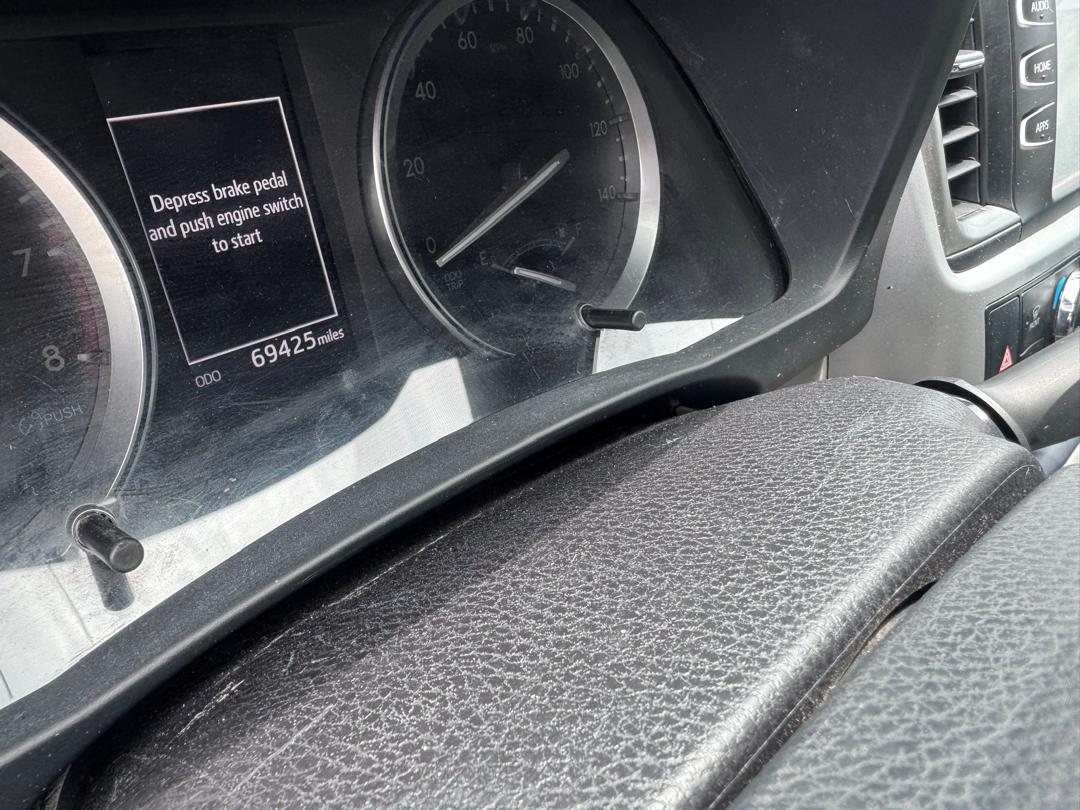 Depress brake pedal
and push engine switch
to start
ODO 69425 miles
7
8
PUSH
0
20
40
60
80
100
120
140
MPH
E
F
ODO
TRIP
AUDIO
HOME
APPS